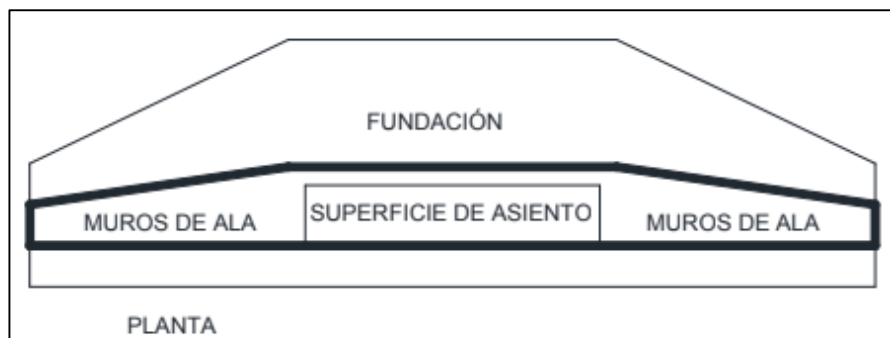 FUNDACIÓN
MUROS DE ALA
SUPERFICIE DE ASIENTO
MUROS DE ALA
PLANTA